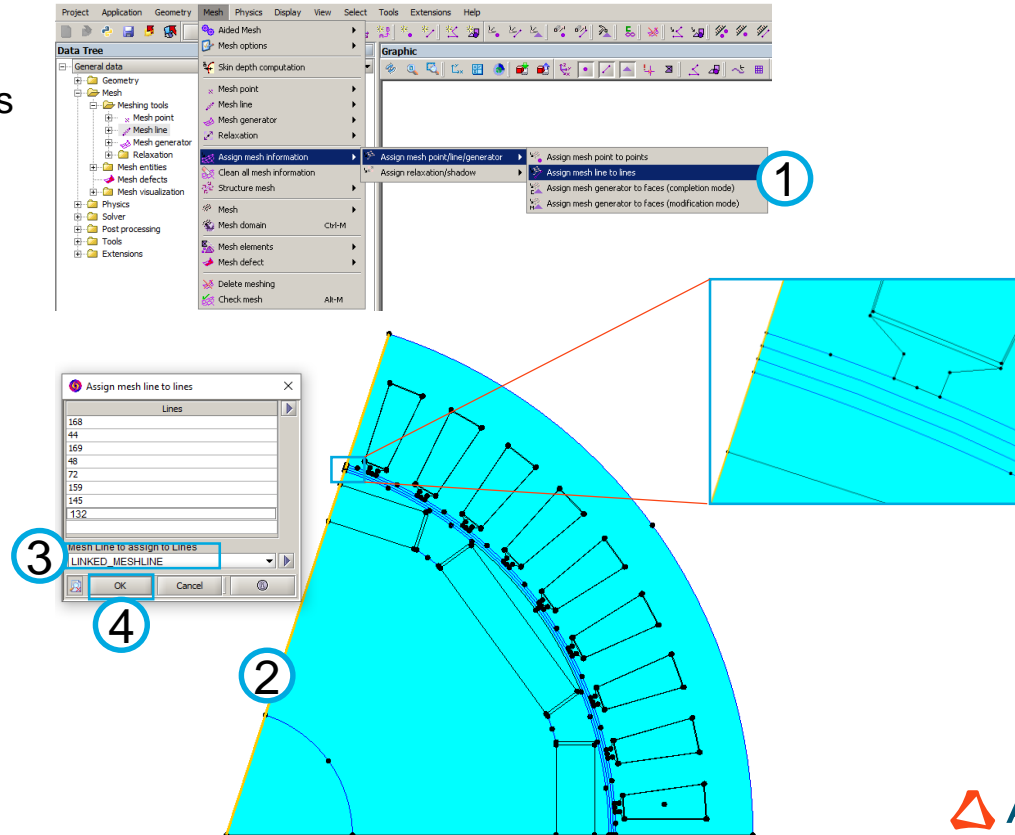 Project Application Geometry Mesh Physics Display View Select Tools Extensions Help
s
Data Tree
General data
Geometry
Mesh
Meshing tools
Mesh point
Mesh line
Mesh generator
Relaxation
Mesh entities
Mesh defects
Mesh visualization
Physics
Solver
Post processing
Tools
Extensions
Aided Mesh
Mesh options
Skin depth computation
Mesh point
Mesh line
Mesh generator
Relaxation
Assign mesh information
Clean all mesh information
Structure mesh
Mesh
Mesh domain Ctrl-M
Mesh elements
Mesh defect
Delete meshing
Check mesh Alt-M
Graphic
Assign mesh point/line/generator
Assign relaxation/shadow
Assign mesh point to points
Assign mesh line to lines
Assign mesh generator to faces (completion mode)
Assign mesh generator to faces (modification mode)
1
Assign mesh line to lines
Lines
168
44
169
48
72
159
145
132
Mesh Line to assign to Lines
LINKED_MESHLINE
OK Cancel
3
4
2
A